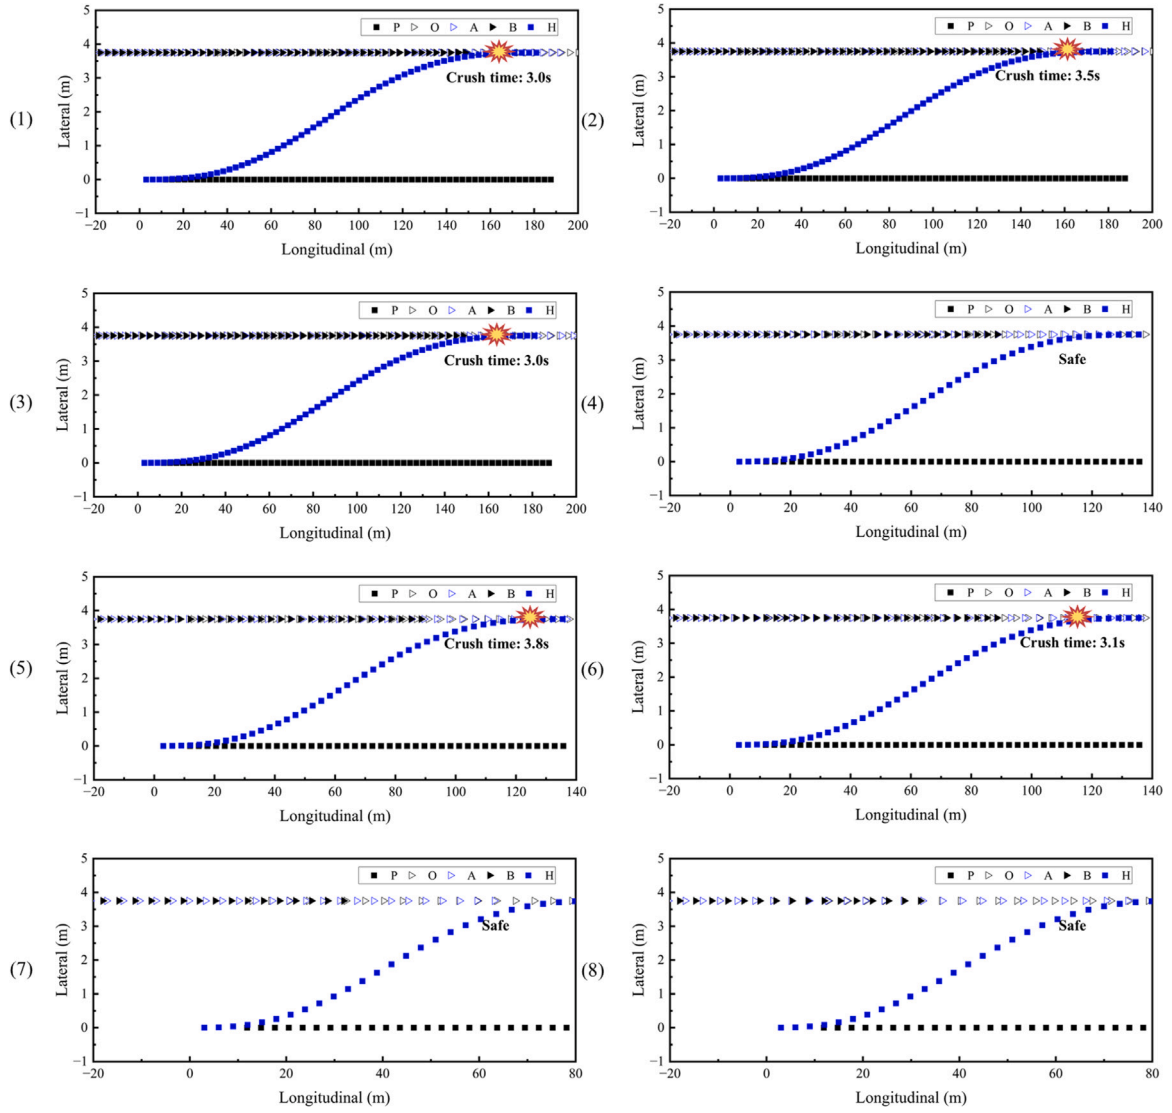 (1)
Lateral (m)
5
4
3
2
1
0
−1
P O A B H
Crush time: 3.0s
−20 0 20 40 60 80 100 120 140 160 180 200
Longitudinal (m)
(2)
Lateral (m)
5
4
3
2
1
0
−1
P O A B H
Crush time: 3.5s
−20 0 20 40 60 80 100 120 140 160 180 200
Longitudinal (m)
(3)
Lateral (m)
5
4
3
2
1
0
−1
P O A B H
Crush time: 3.0s
−20 0 20 40 60 80 100 120 140 160 180 200
Longitudinal (m)
(4)
Lateral (m)
5
4
3
2
1
0
−1
P O A B H
Safe
−20 0 20 40 60 80 100 120 140
Longitudinal (m)
(5)
Lateral (m)
5
4
3
2
1
0
−1
P O A B H
Crush time: 3.8s
−20 0 20 40 60 80 100 120 140
Longitudinal (m)
(6)
Lateral (m)
5
4
3
2
1
0
−1
P O A B H
Crush time: 3.1s
−20 0 20 40 60 80 100 120 140
Longitudinal (m)
(7)
Lateral (m)
5
4
3
2
1
0
−1
P O A B H
Safe
−20 0 20 40 60 80
Longitudinal (m)
(8)
Lateral (m)
5
4
3
2
1
0
−1
P O A B H
Safe
−20 0 20 40 60 80
Longitudinal (m)